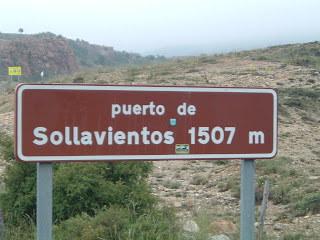 puerto de
Sollavientos 1507 m